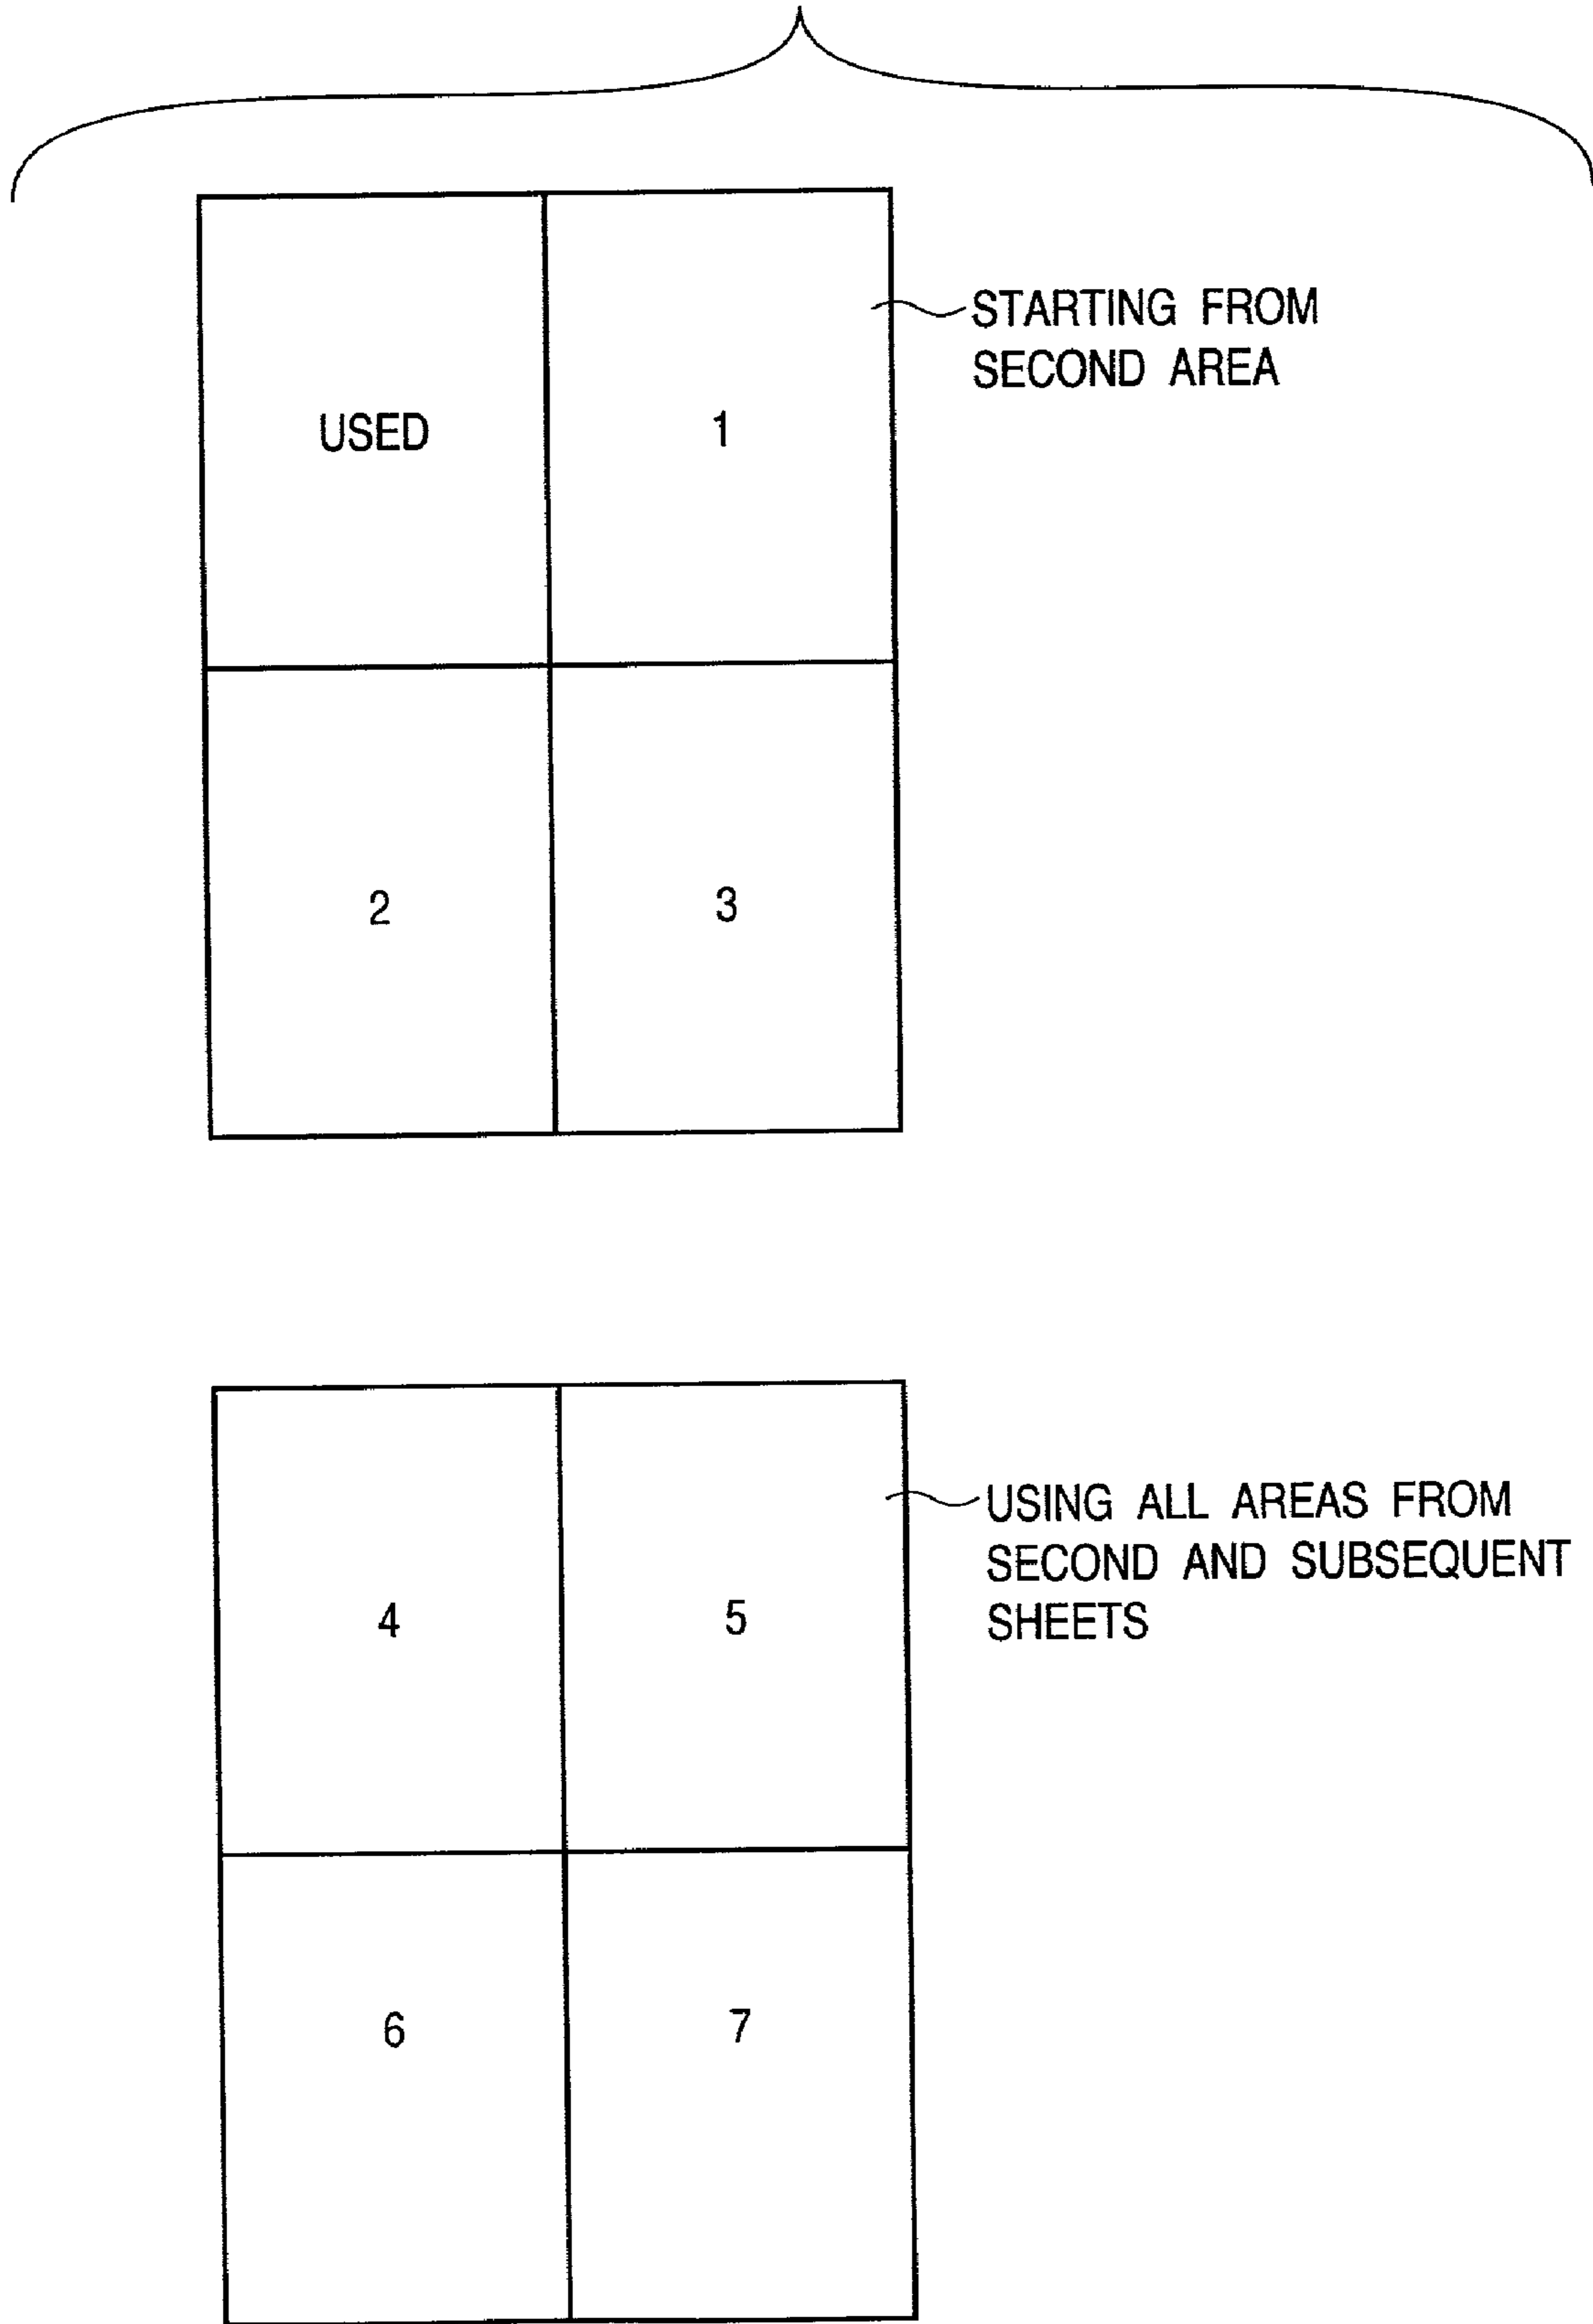 STARTING FROM
SECOND AREA
USED
1
2
3
USING ALL AREAS FROM
SECOND AND SUBSEQUENT
SHEETS
4
5
6
7